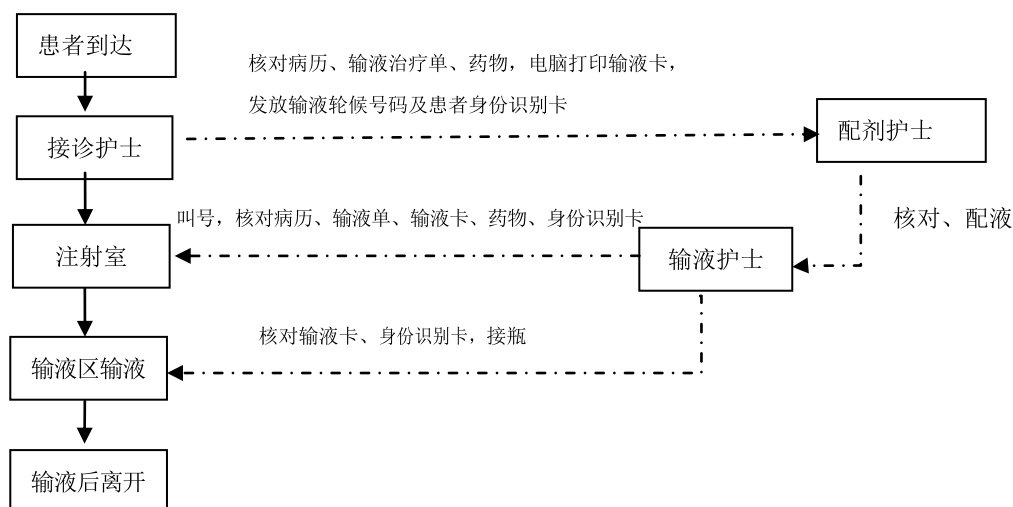 患者到达
核对病历、输液治疗单、药物，电脑打印输液卡，
发放输液轮候号码及患者身份识别卡
接诊护士
配剂护士
叫号，核对病历、输液单、输液卡、药物、身份识别卡
核对、配液
注射室
输液护士
核对输液卡、身份识别卡，接瓶
输液区输液
输液后离开